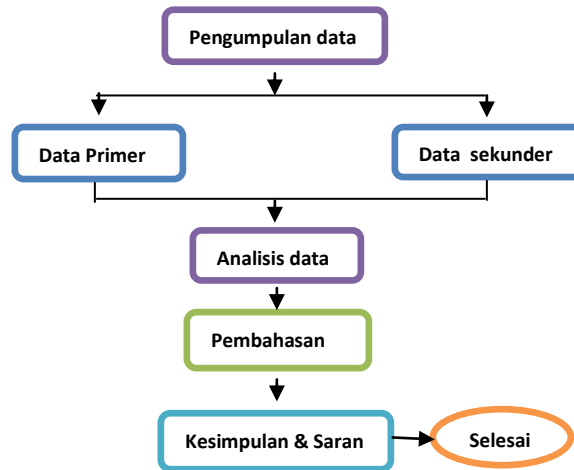 Pengumpulan data
Data Primer
Data sekunder
Analisis data
Pembahasan
Kesimpulan & Saran
Selesai